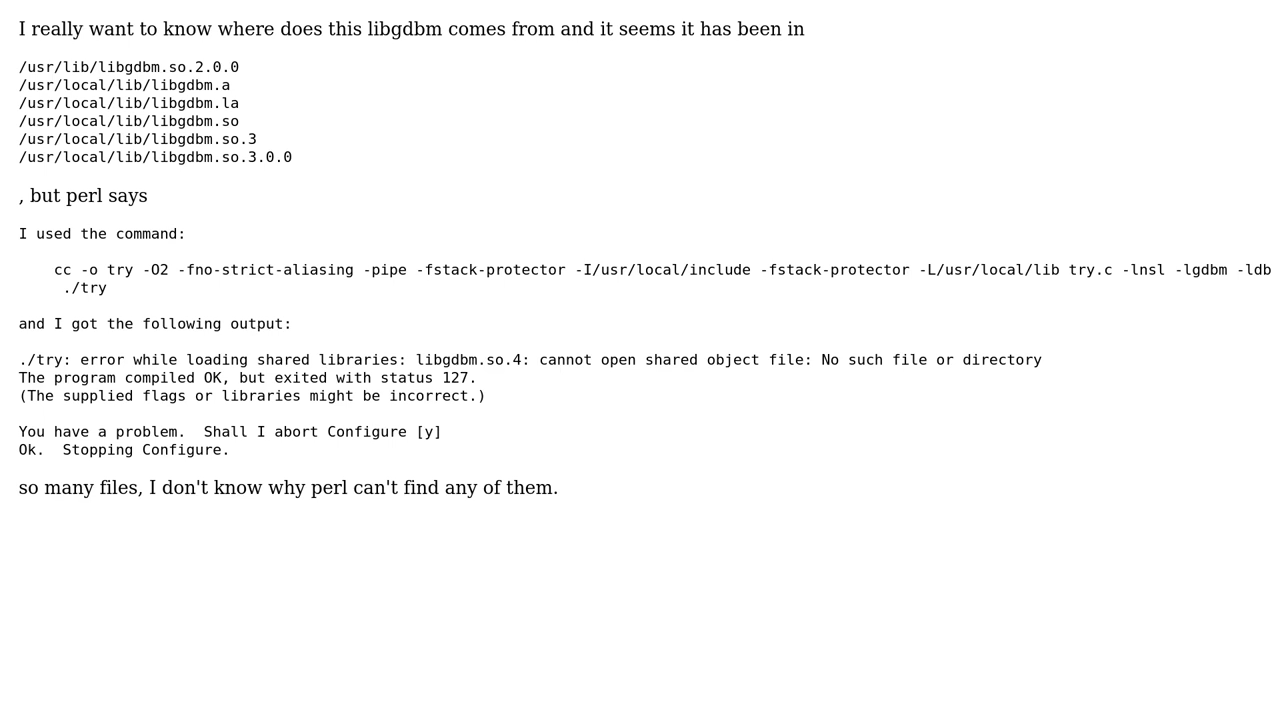 I really want to know where does this libgdbm comes from and it seems it has been in
/usr/lib/libgdbm.so.2.0.0
/usr/local/lib/libgdbm.a
/usr/local/lib/libgdbm.la
/usr/local/lib/libgdbm.so
/usr/local/lib/libgdbm.so.3
/usr/local/lib/libgdbm.so.3.0.0
, but perl says
I used the command:
    cc -o try -O2 -fno-strict-aliasing -pipe -fstack-protector -I/usr/local/include -fstack-protector -L/usr/local/lib try.c -lnsl -lgdbm -ldb
     ./try
and I got the following output:
./try: error while loading shared libraries: libgdbm.so.4: cannot open shared object file: No such file or directory
The program compiled OK, but exited with status 127.
(The supplied flags or libraries might be incorrect.)
You have a problem.  Shall I abort Configure [y]
Ok.  Stopping Configure.
so many files, I don't know why perl can't find any of them.